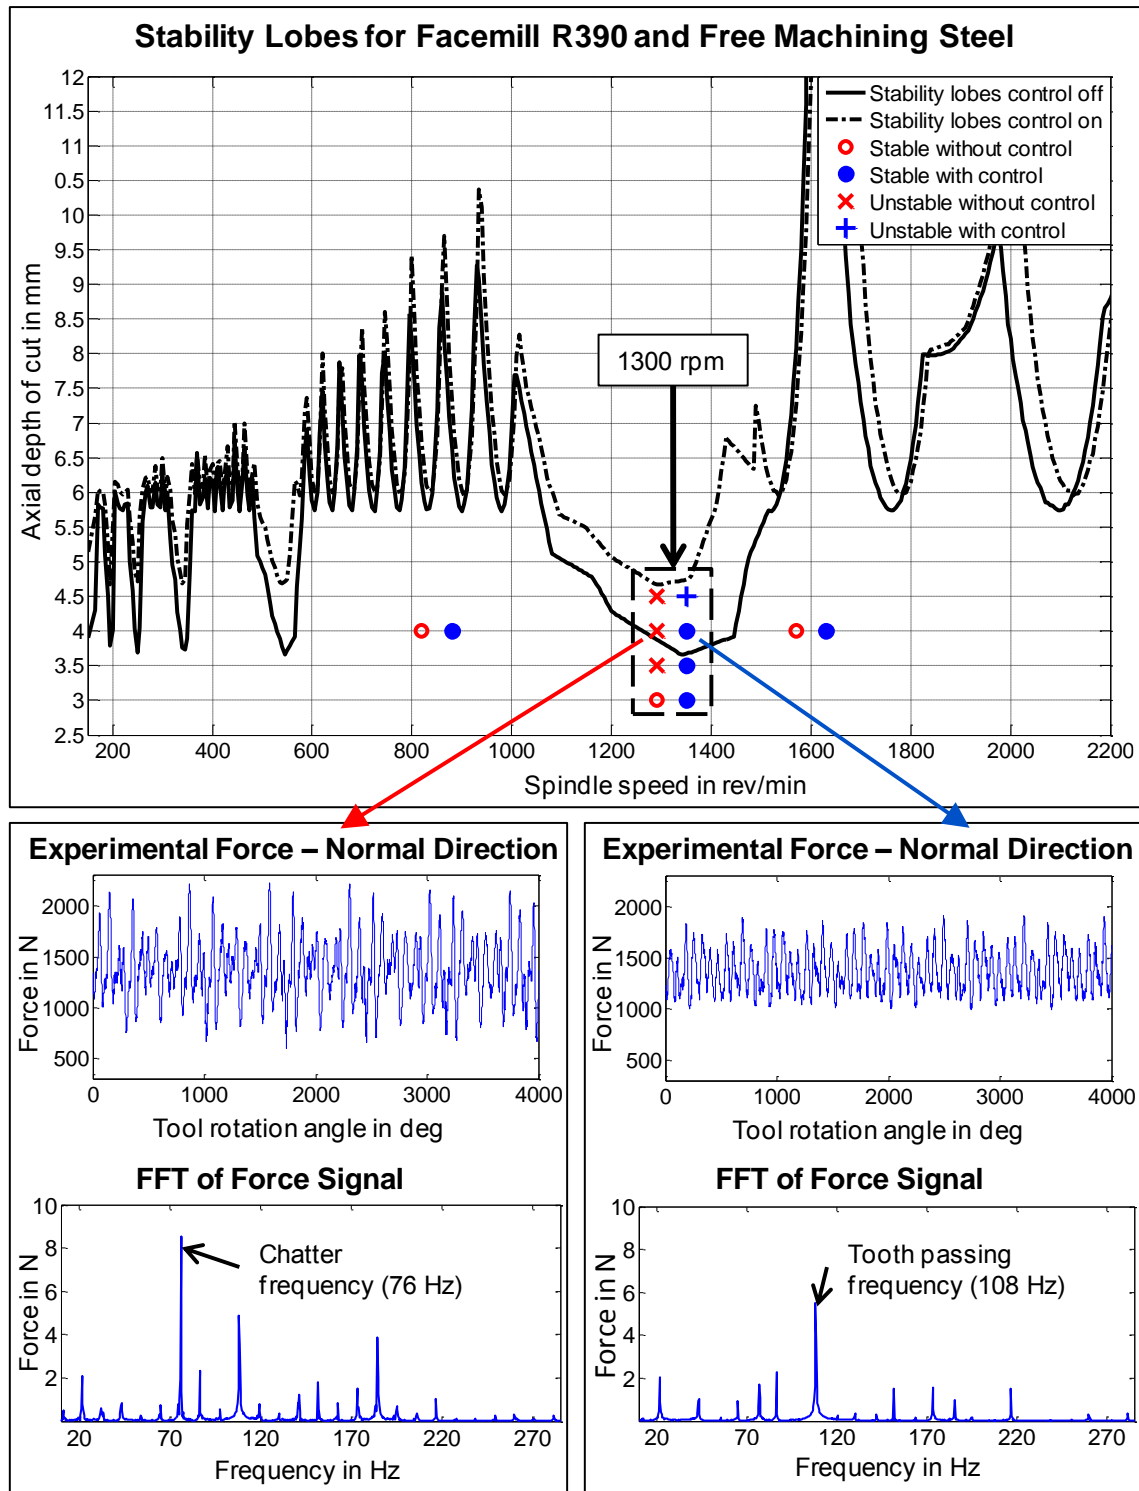 Stability Lobes for Facemill R390 and Free Machining Steel
Axial depth of cut in mm
12
11.5
11
0.5
10
9.5
9
8.5
8
7.5
7
6.5
6
5.5
5
4.5
4
3.5
3
2.5
Stability lobes control off
Stability lobes control on
Stable without control
Stable with control
Unstable without control
Unstable with control
1300 rpm
200 400 600 800 1000 1200 1400 1600 1800 2000 2200
Spindle speed in rev/min
Experimental Force – Normal Direction
Force in N
2000
1500
1000
500
0 1000 2000 3000 4000
Tool rotation angle in deg
FFT of Force Signal
Force in N
10
8
6
4
2
Chatter
frequency (76 Hz)
20 70 120 170 220 270
Frequency in Hz
Experimental Force – Normal Direction
Force in N
2000
1500
1000
500
0 1000 2000 3000 4000
Tool rotation angle in deg
FFT of Force Signal
Force in N
10
8
6
4
2
Tooth passing
frequency (108 Hz)
20 70 120 170 220 270
Frequency in Hz